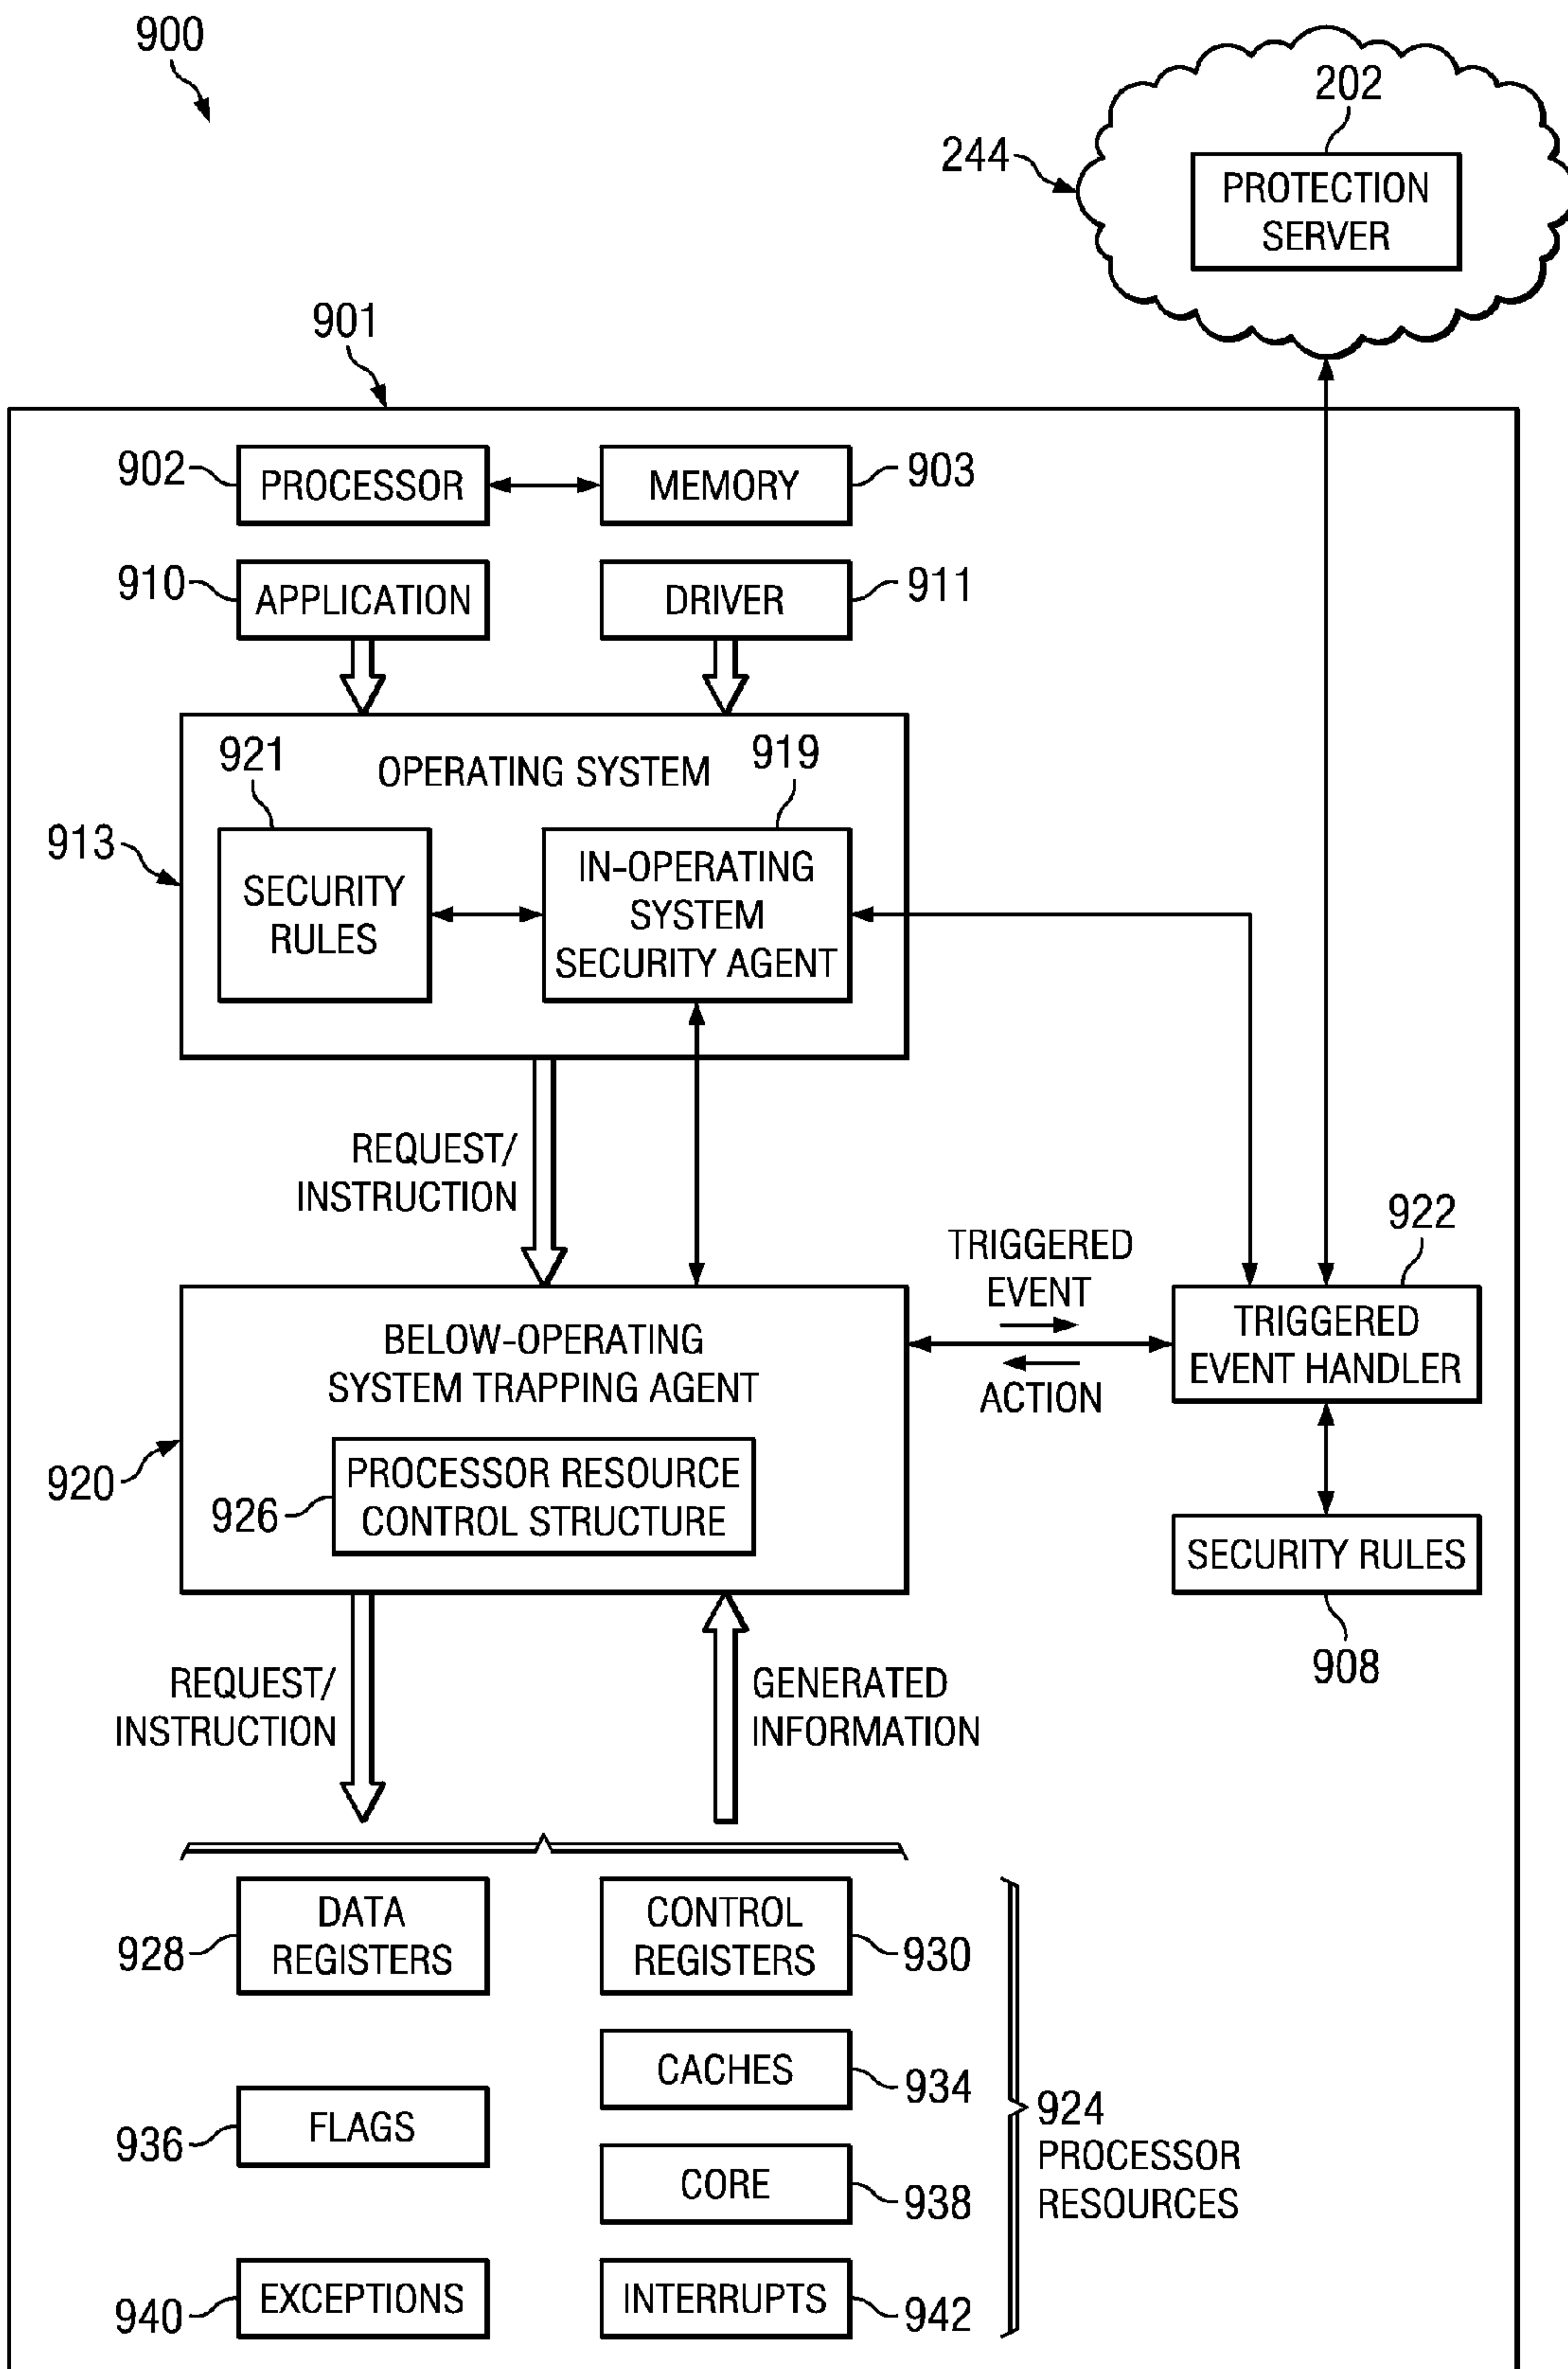 900
202
244
PROTECTION
SERVER
901
902
PROCESSOR
MEMORY
903
910
APPLICATION
DRIVER
911
921
OPERATING SYSTEM
919
913
SECURITY
RULES
IN-OPERATING
SYSTEM
SECURITY AGENT
REQUEST/
INSTRUCTION
TRIGGERED
EVENT
ACTION
922
TRIGGERED
EVENT HANDLER
BELOW-OPERATING
SYSTEM TRAPPING AGENT
920
926
PROCESSOR RESOURCE
CONTROL STRUCTURE
SECURITY RULES
908
REQUEST/
INSTRUCTION
GENERATED
INFORMATION
928
DATA
REGISTERS
CONTROL
REGISTERS
930
CACHES
934
936
FLAGS
CORE
938
924
PROCESSOR
RESOURCES
940
EXCEPTIONS
INTERRUPTS
942